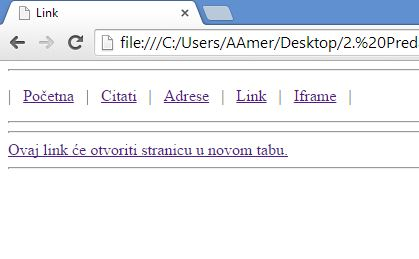 Link
file:///C:/Users/AAmer/Desktop/2.%20Pred
| Početna | Citati | Adrese | Link | Iframe |
Ovaj link će otvoriti stranicu u novom tabu.